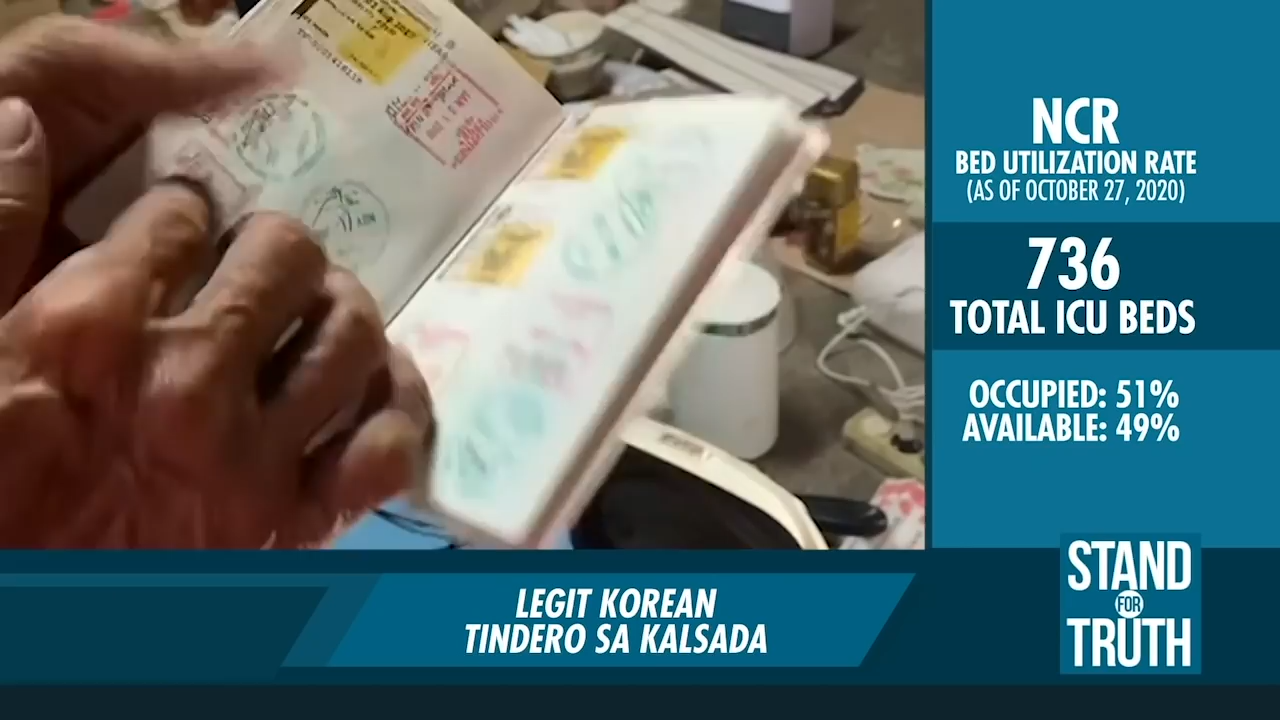 NCR
BED UTILIZATION RATE
(AS OF OCTOBER 27, 2020)
736
TOTAL ICU BEDS
OCCUPIED: 51%
AVAILABLE: 49%
LEGIT KOREAN
TINDERO SA KALSADA
STAND
FOR
TRUTH